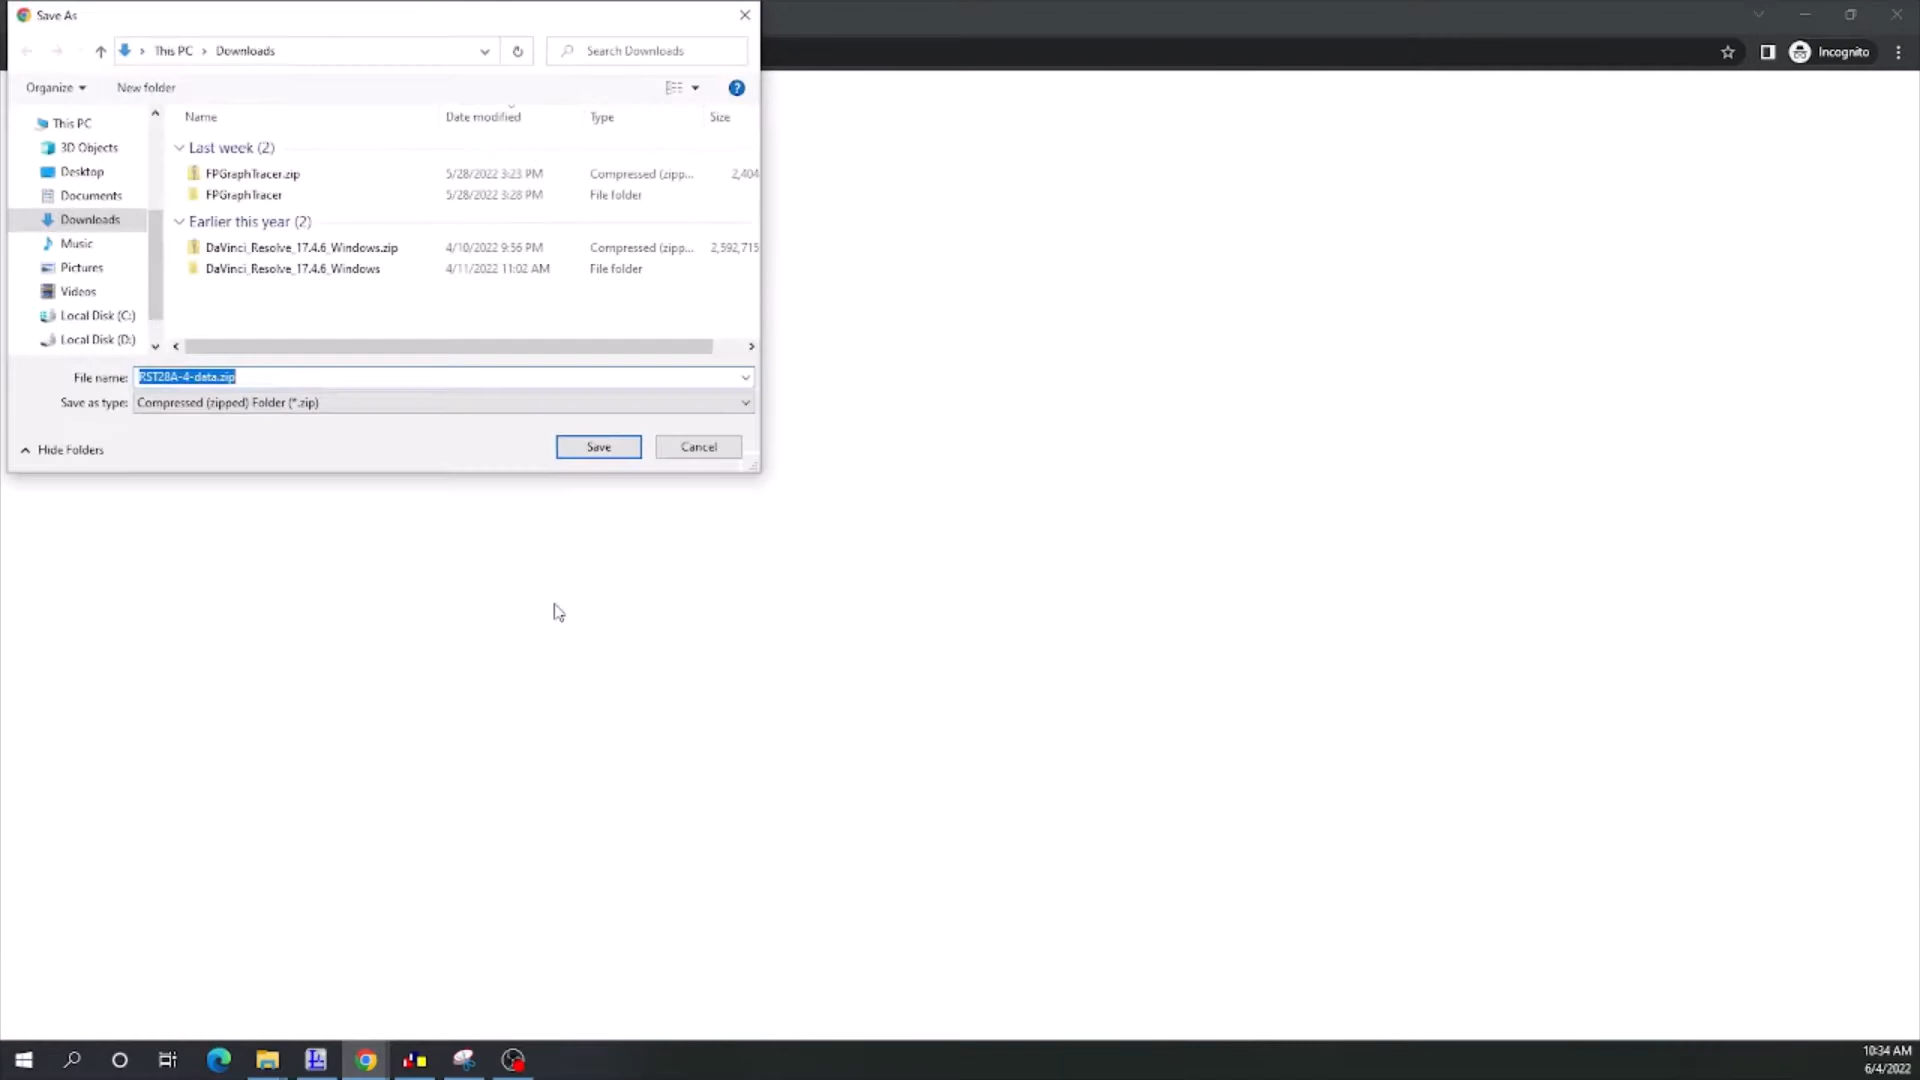 Save As
This PC > Downloads
Search Downloads
Incognito
Organize
New folder
Name Date modified Type Size
This PC
3D Objects
Desktop
Documents
Downloads
Music
Pictures
Videos
Local Disk (C:)
Local Disk (D:)
Last week (2)
FPGraphTracer.zip 5/28/2022 3:23 PM Compressed (zipp... 2,404
FPGraphTracer 5/28/2022 3:28 PM File folder
Earlier this year (2)
DaVinci_Resolve_17.4.6_Windows.zip 4/10/2022 9:56 PM Compressed (zipp... 2,592,715
DaVinci_Resolve_17.4.6_Windows 4/11/2022 11:02 AM File folder
File name: RST28A-4-data.zip
Save as type: Compressed (zipped) Folder (*.zip)
Hide Folders
Save
Cancel
10:34 AM
6/4/2022